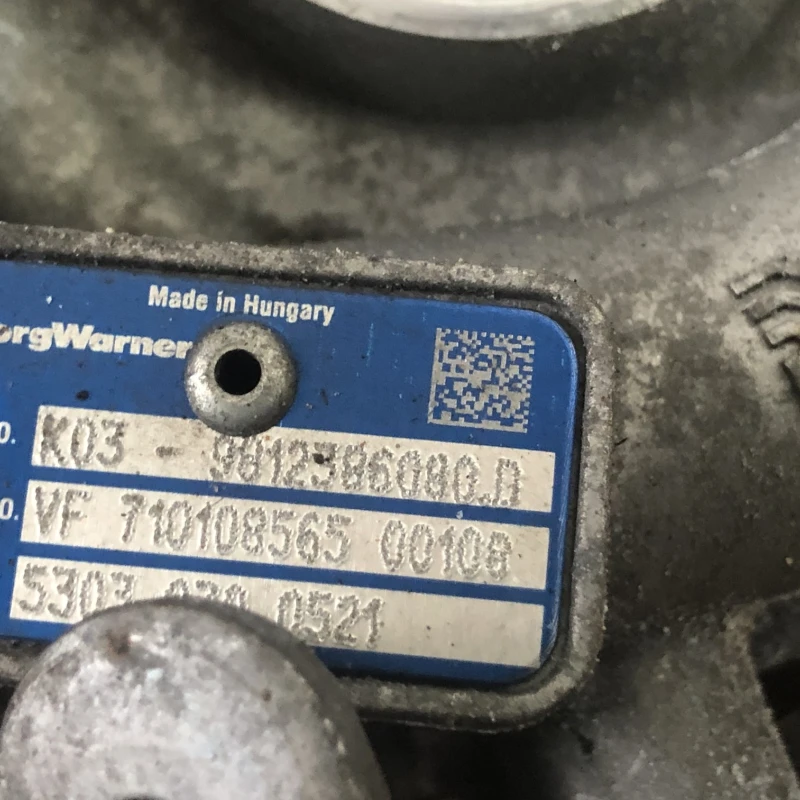 Made in Hungary
orgWarner
o.
K03 - 9812386080.D
o.
VF 710108565 00108
5303 0521